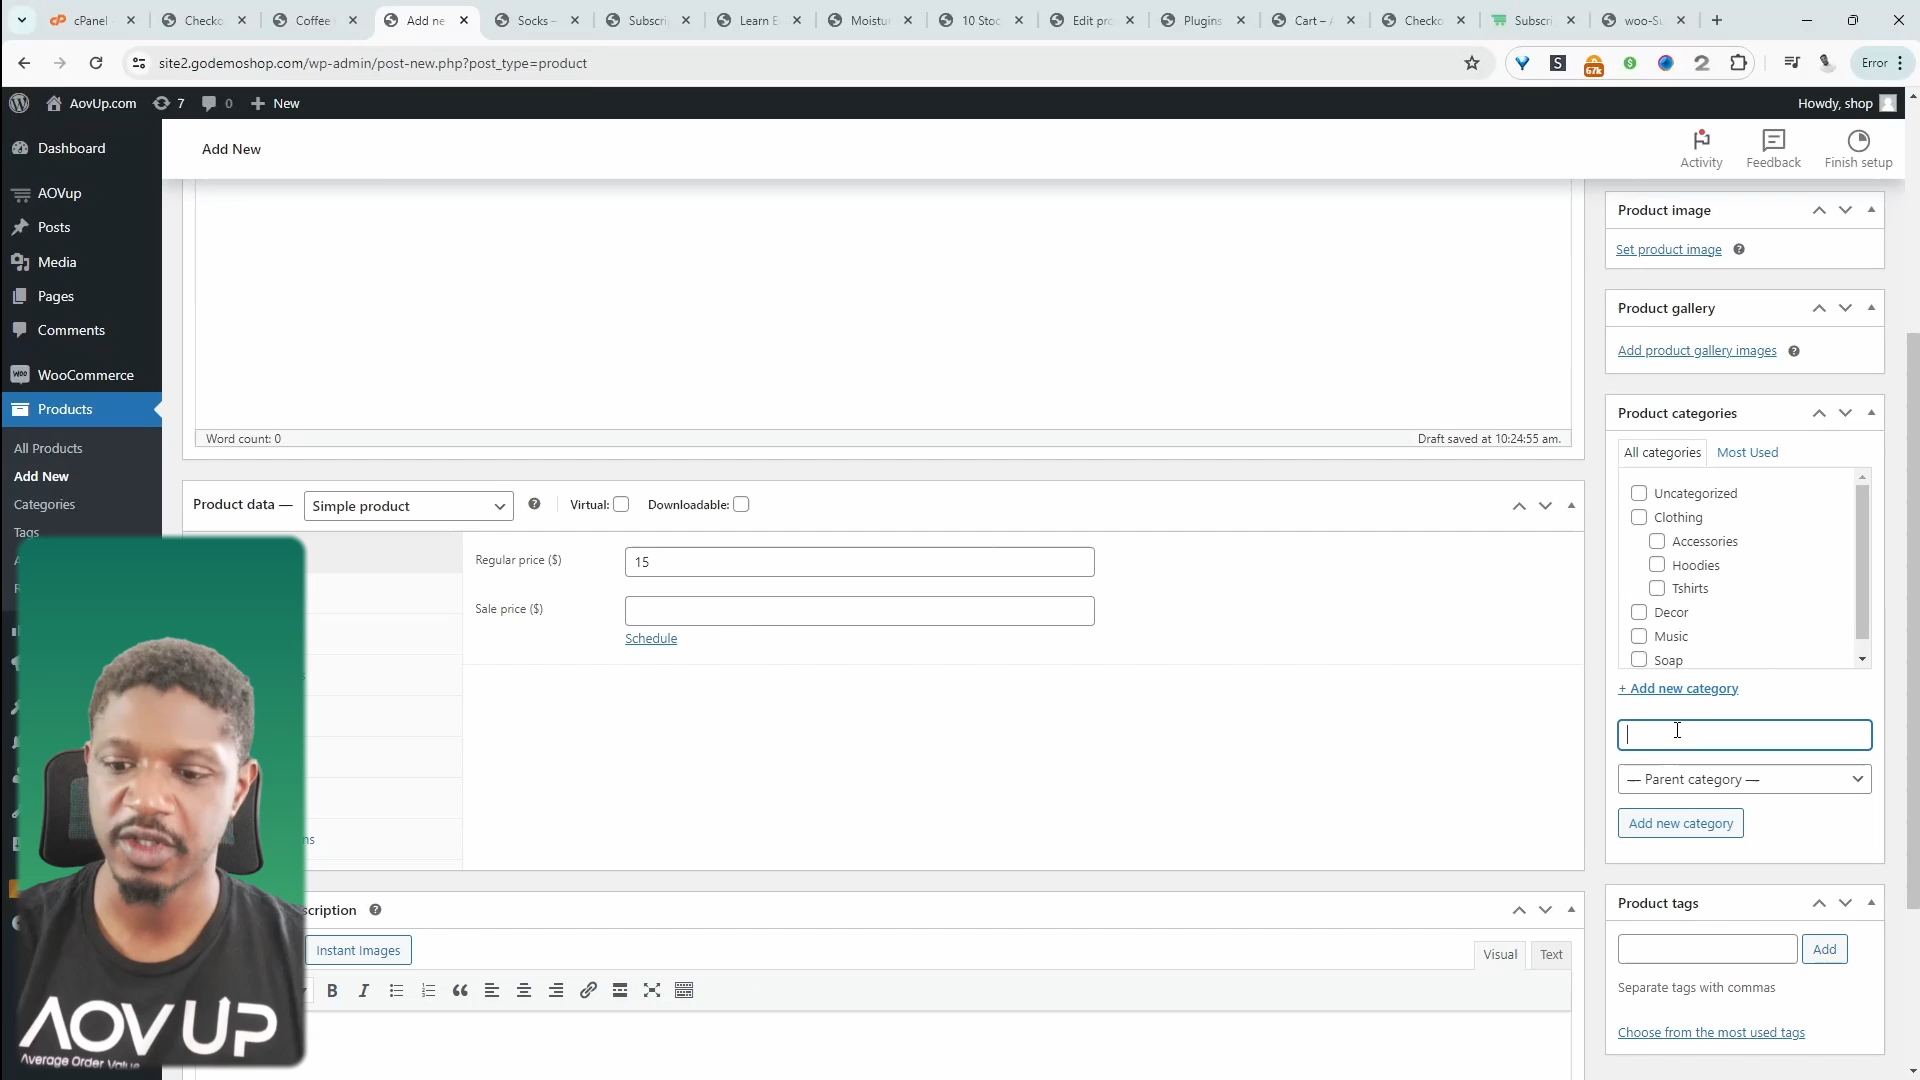 cPanel
Checko
Coffee
Add ne
Socks –
Subscri
Learn E
Moistu
10 Stoc
Edit pro
Plugins
Cart –
Checko
Subscri
woo-Su
site2.godemoshop.com/wp-admin/post-new.php?post_type=product
67k
Error
AovUp.com
7
0
New
Howdy, shop
Add New
Activity
Feedback
Finish setup
Dashboard
AOVup
Posts
Media
Pages
Comments
WooCommerce
Products
All Products
Add New
Categories
Tags
Word count: 0
Draft saved at 10:24:55 am.
Product data —
Simple product
Virtual:
Downloadable:
Regular price ($)
15
Sale price ($)
Schedule
ns
scription
Instant Images
Visual
Text
Product image
Set product image
Product gallery
Add product gallery images
Product categories
All categories
Most Used
Uncategorized
Clothing
Accessories
Hoodies
Tshirts
Decor
Music
Soap
+ Add new category
— Parent category —
Add new category
Product tags
Add
Separate tags with commas
Choose from the most used tags
AOVUP
Average Order Value